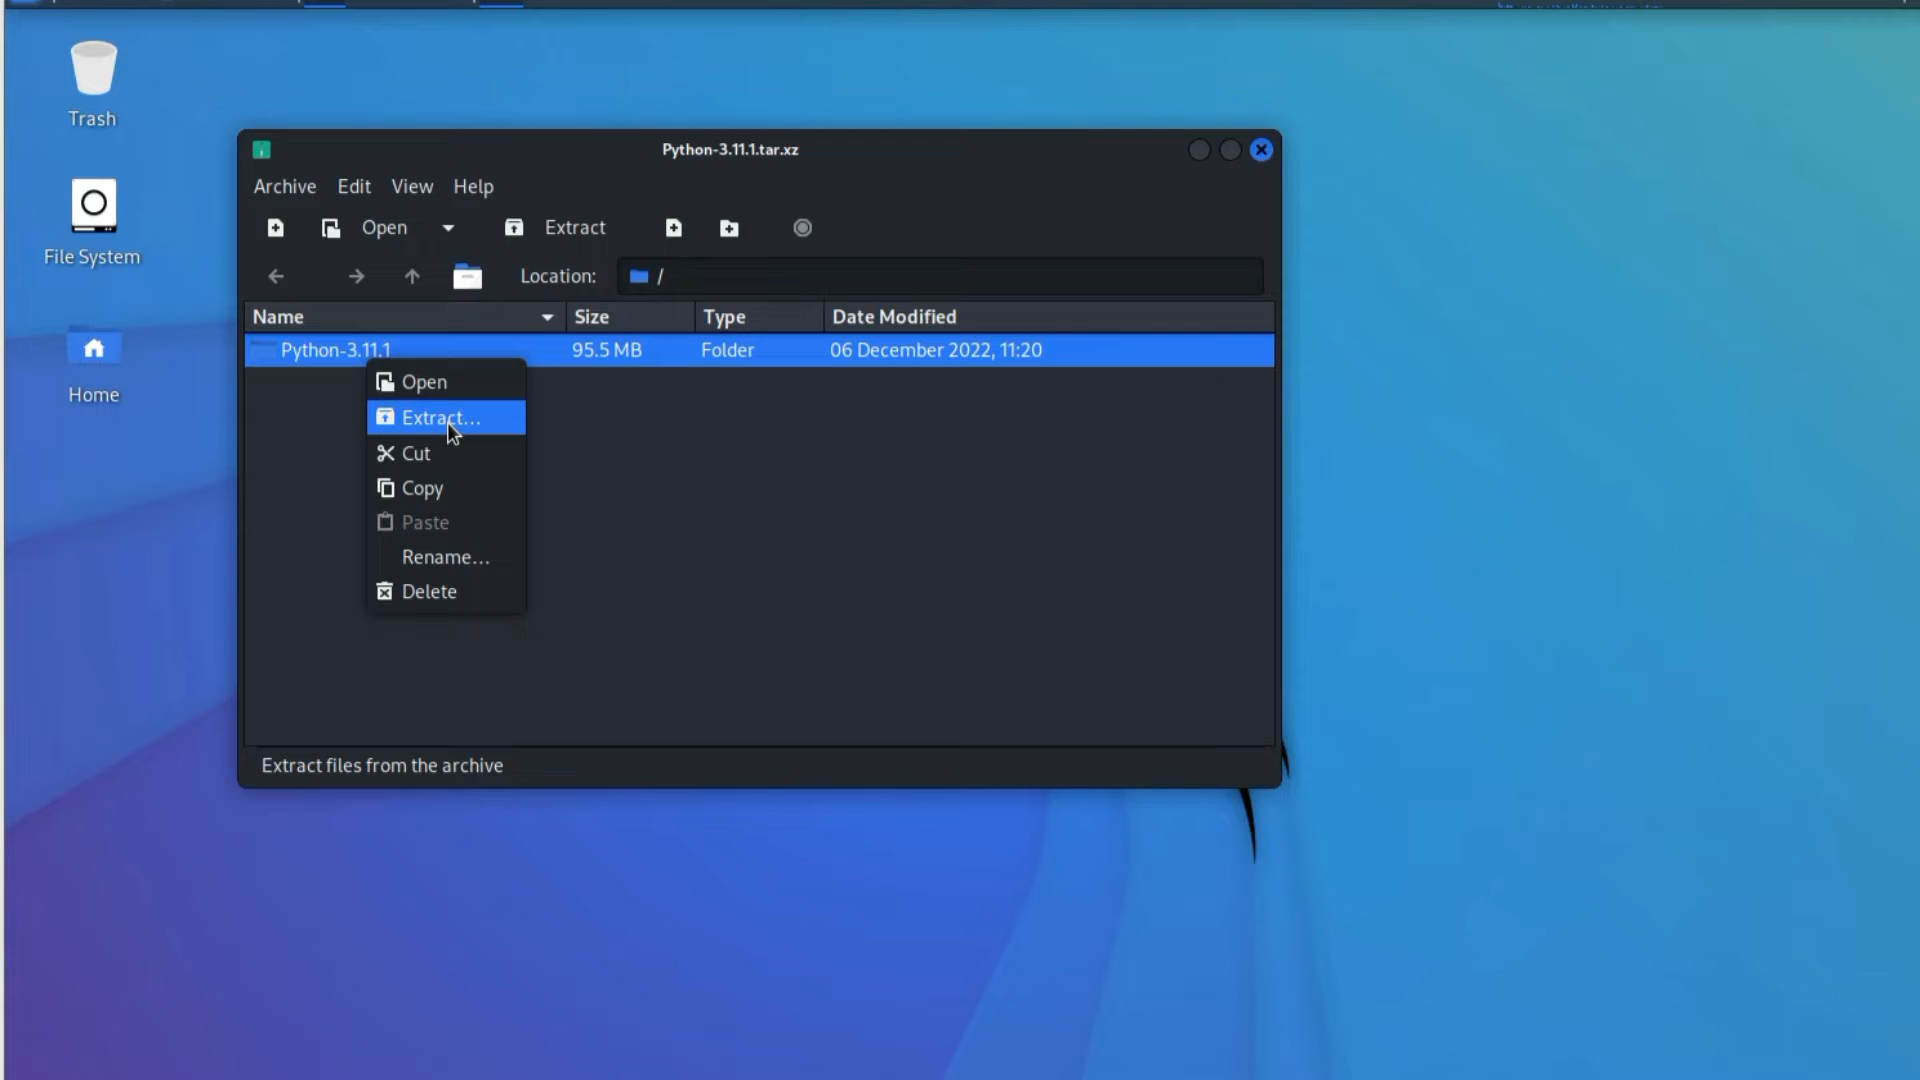 Trash
File System
Home
Python-3.11.1.tar.xz
Archive Edit View Help
Open Extract
Location: /
Name Size Type Date Modified
Python-3.11.1 95.5 MB Folder 06 December 2022, 11:20
Open
Extract...
Cut
Copy
Paste
Rename...
Delete
Extract files from the archive